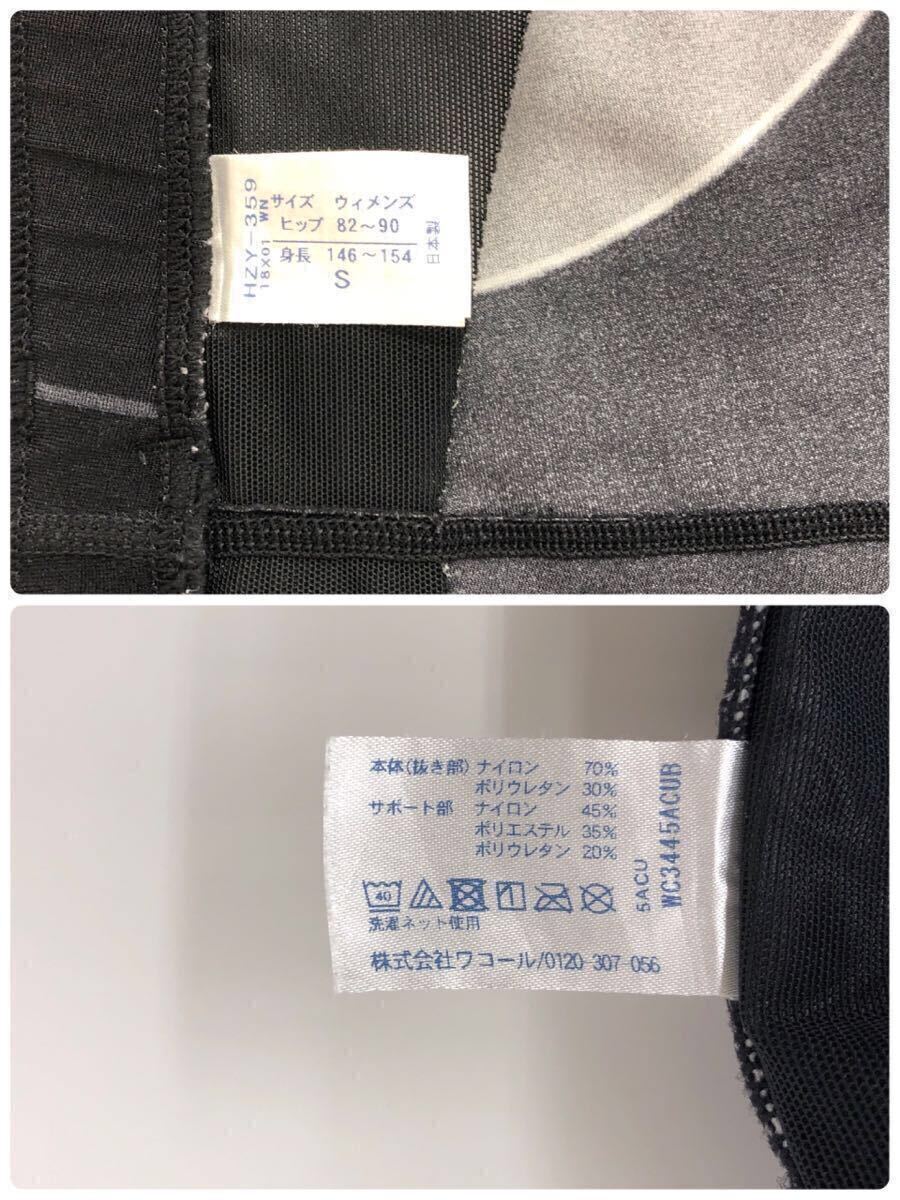 サイズ ウィメンズ
ヒップ 82～90
身長 146～154
S
HZY-359
18X01 WN
日本製
本体(抜き部) ナイロン 70%
ポリウレタン 30%
サポート部 ナイロン 45%
ポリエステル 35%
ポリウレタン 20%
40
洗濯ネット使用
株式会社ワコール/0120 307 056
5ACU
WC3445ACUB